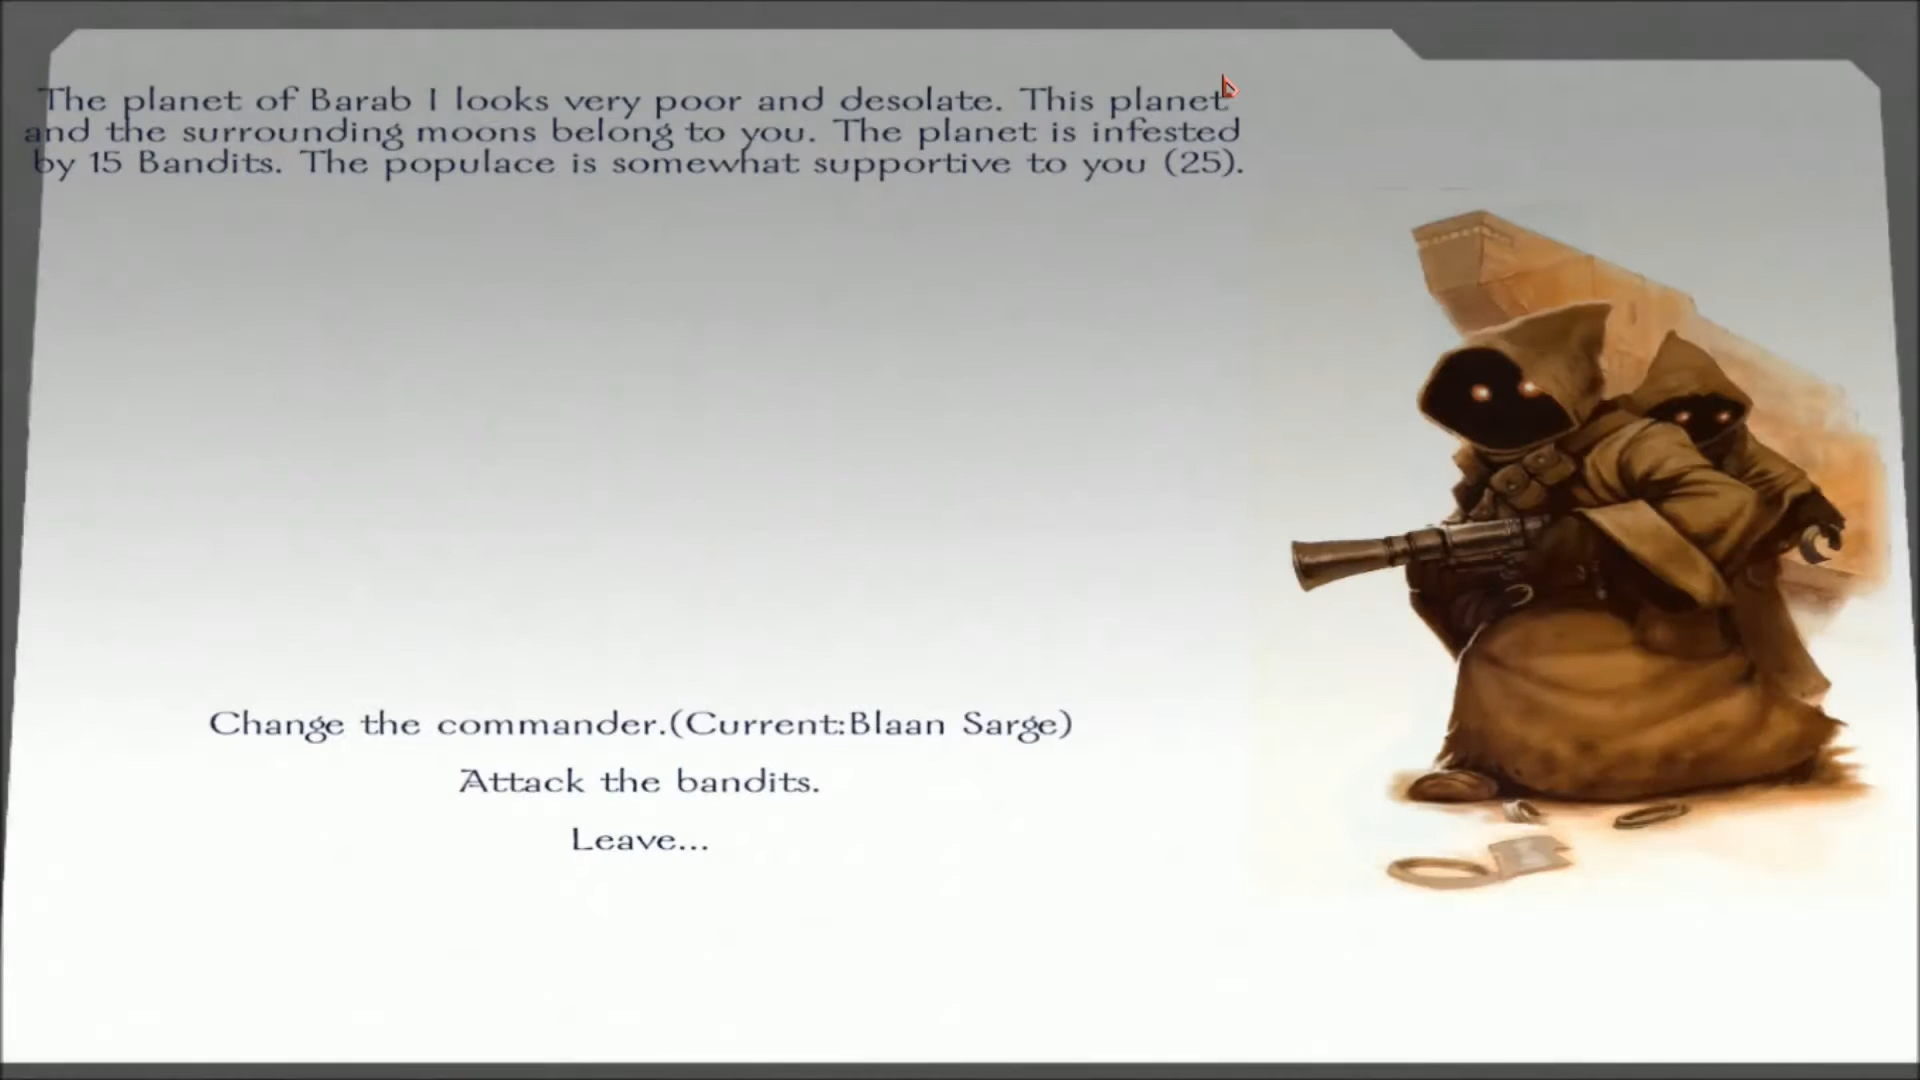 The planet of Barab I looks very poor and desolate. This planet
and the surrounding moons belong to you. The planet is infested
by 15 Bandits. The populace is somewhat supportive to you (25).
Change the commander.(Current:Blaan Sarge)
Attack the bandits.
Leave...